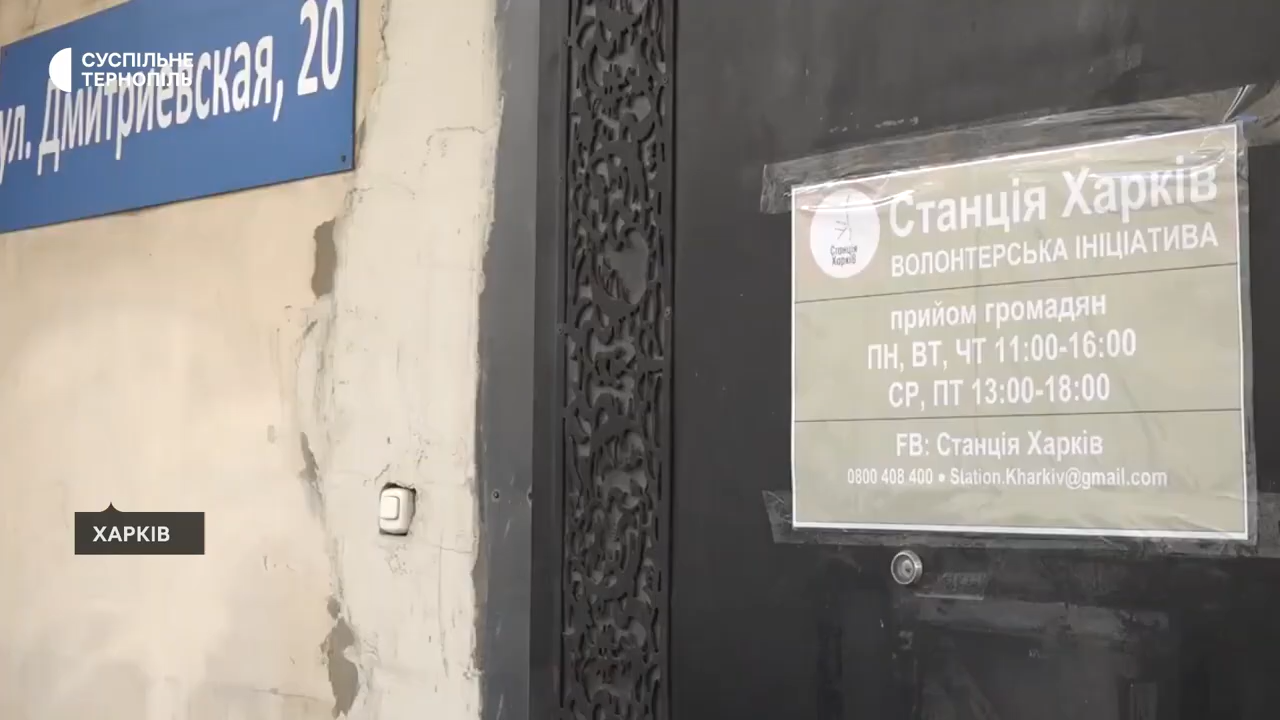 СУСПІЛЬНЕ
ТЕРНОПІЛЬ
ул. Дмитриевская, 20
Станція
Харків
Станція Харків
ВОЛОНТЕРСЬКА ІНІЦІАТИВА
прийом громадян
ПН, ВТ, ЧТ 11:00-16:00
СР, ПТ 13:00-18:00
FB: Станція Харків
0800 408 400 • Station.Kharkiv@gmail.com
ХАРКІВ